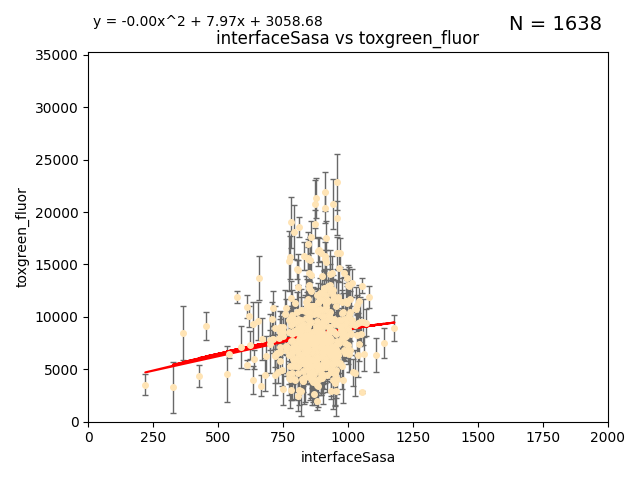 y = -0.00x^2 + 7.97x + 3058.68
N = 1638
interfaceSasa vs toxgreen_fluor
35000
30000
25000
20000
15000
10000
5000
0
toxgreen_fluor
0 250 500 750 1000 1250 1500 1750 2000
interfaceSasa